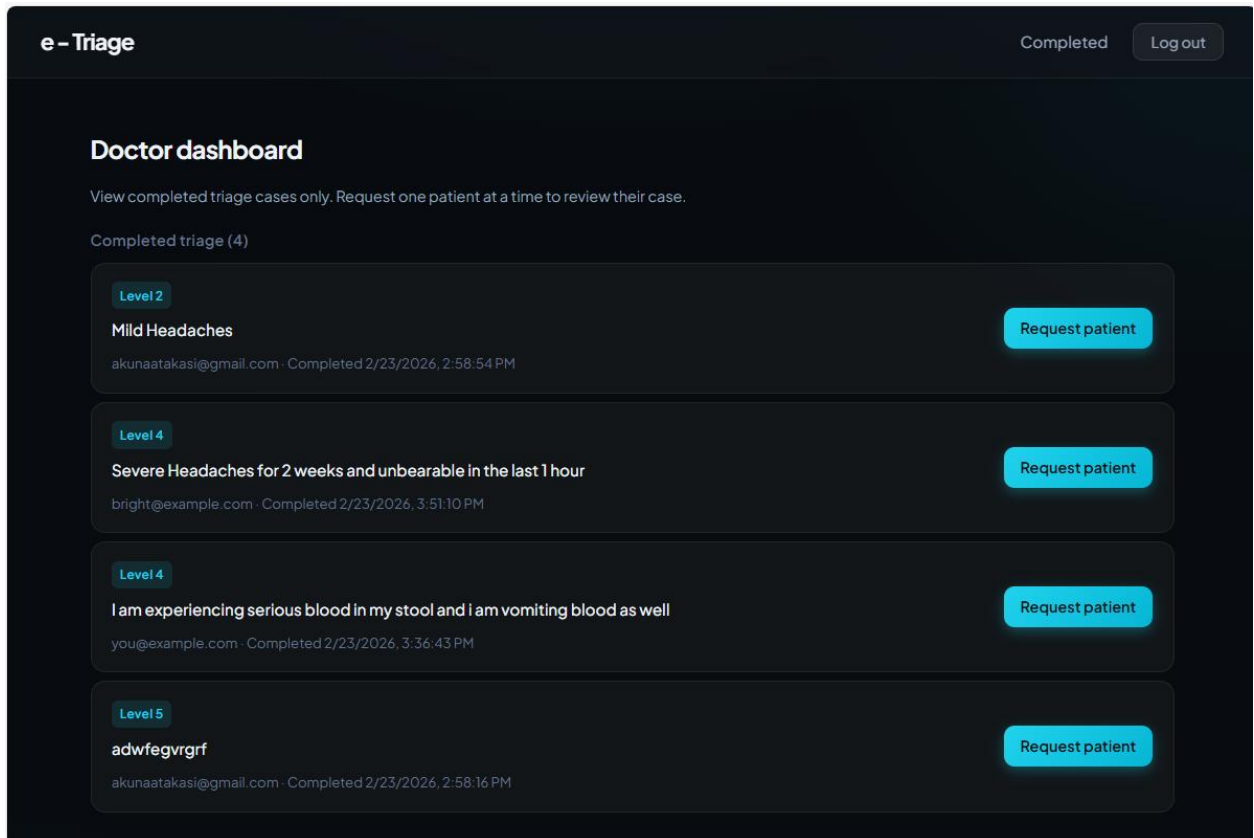 e – Triage
Completed
Log out
Doctor dashboard
View completed triage cases only. Request one patient at a time to review their case.
Completed triage (4)
Level 2
Mild Headaches
akunaatakasi@gmail.com · Completed 2/23/2026, 2:58:54 PM
Request patient
Level 4
Severe Headaches for 2 weeks and unbearable in the last 1 hour
bright@example.com · Completed 2/23/2026, 3:51:10 PM
Request patient
Level 4
I am experiencing serious blood in my stool and i am vomiting blood as well
you@example.com · Completed 2/23/2026, 3:36:43 PM
Request patient
Level 5
adwfegvrgrf
akunaatakasi@gmail.com · Completed 2/23/2026, 2:58:16 PM
Request patient